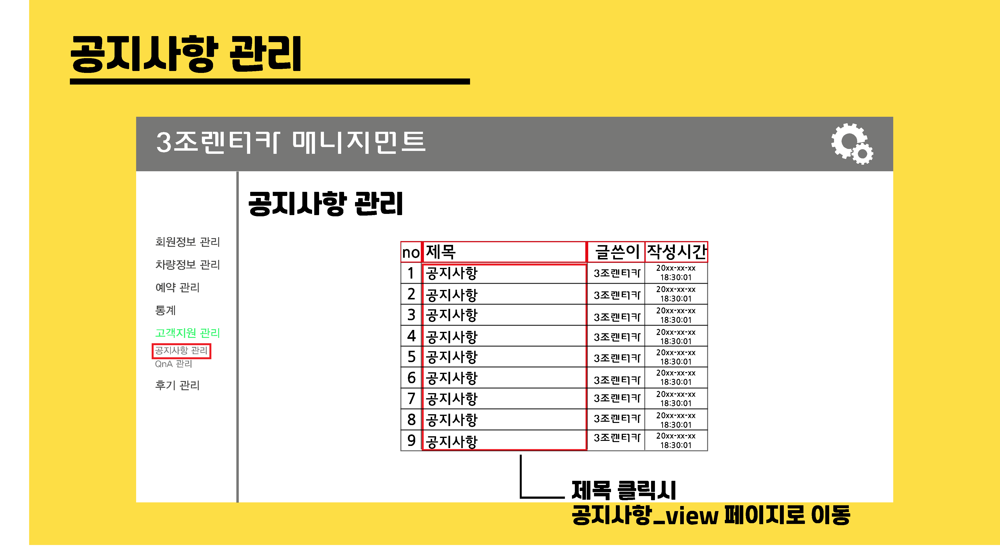 공지사항 관리
3조렌터카 매니지먼트
공지사항 관리
회원정보 관리
차량정보 관리
예약 관리
통계
고객지원 관리
공지사항 관리
QnA 관리
후기 관리
no 제목 글쓴이 작성시간
1 공지사항 3조렌터카 20xx-xx-xx
18:30:01
2 공지사항 3조렌터카 20xx-xx-xx
18:30:01
3 공지사항 3조렌터카 20xx-xx-xx
18:30:01
4 공지사항 3조렌터카 20xx-xx-xx
18:30:01
5 공지사항 3조렌터카 20xx-xx-xx
18:30:01
6 공지사항 3조렌터카 20xx-xx-xx
18:30:01
7 공지사항 3조렌터카 20xx-xx-xx
18:30:01
8 공지사항 3조렌터카 20xx-xx-xx
18:30:01
9 공지사항 3조렌터카 20xx-xx-xx
18:30:01
제목 클릭시
공지사항_view 페이지로 이동